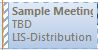 Sample Meeting
TBD
LIS-Distribution